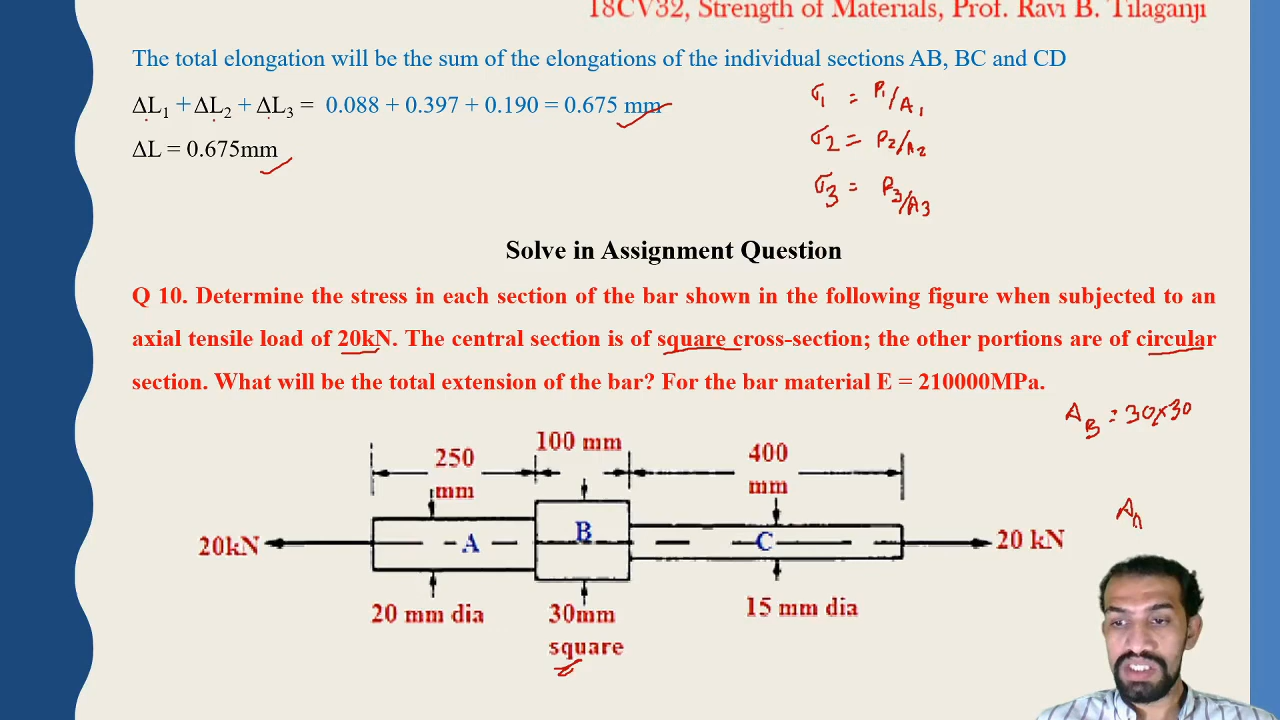 18CV32, Strength of Materials, Prof. Ravi B. Tilaganji
The total elongation will be the sum of the elongations of the individual sections AB, BC and CD
ΔL₁ + ΔL₂ + ΔL₃ = 0.088 + 0.397 + 0.190 = 0.675 mm
ΔL = 0.675mm
σ₁ = P₁/A₁
σ₂ = P₂/A₂
σ₃ = P₃/A₃
Solve in Assignment Question
Q 10. Determine the stress in each section of the bar shown in the following figure when subjected to an
axial tensile load of 20kN. The central section is of square cross-section; the other portions are of circular
section. What will be the total extension of the bar? For the bar material E = 210000MPa.
A_B = 30x30
100 mm
250
mm
400
mm
A_A
20kN
A
B
C
20 kN
20 mm dia
30mm
square
15 mm dia